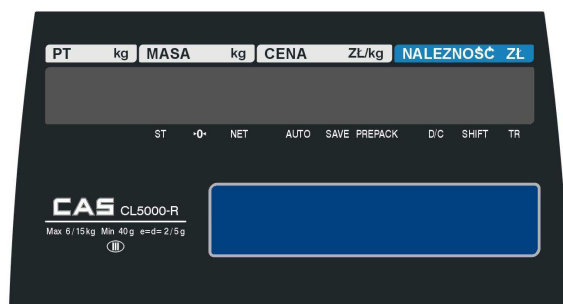 PT kg MASA kg CENA ZŁ/kg NALEZNOŚĆ ZŁ
ST ▸0◂ NET AUTO SAVE PREPACK D/C SHIFT TR
CAS CL5000-R
Max 6/15kg Min 40g e=d=2/5g
III